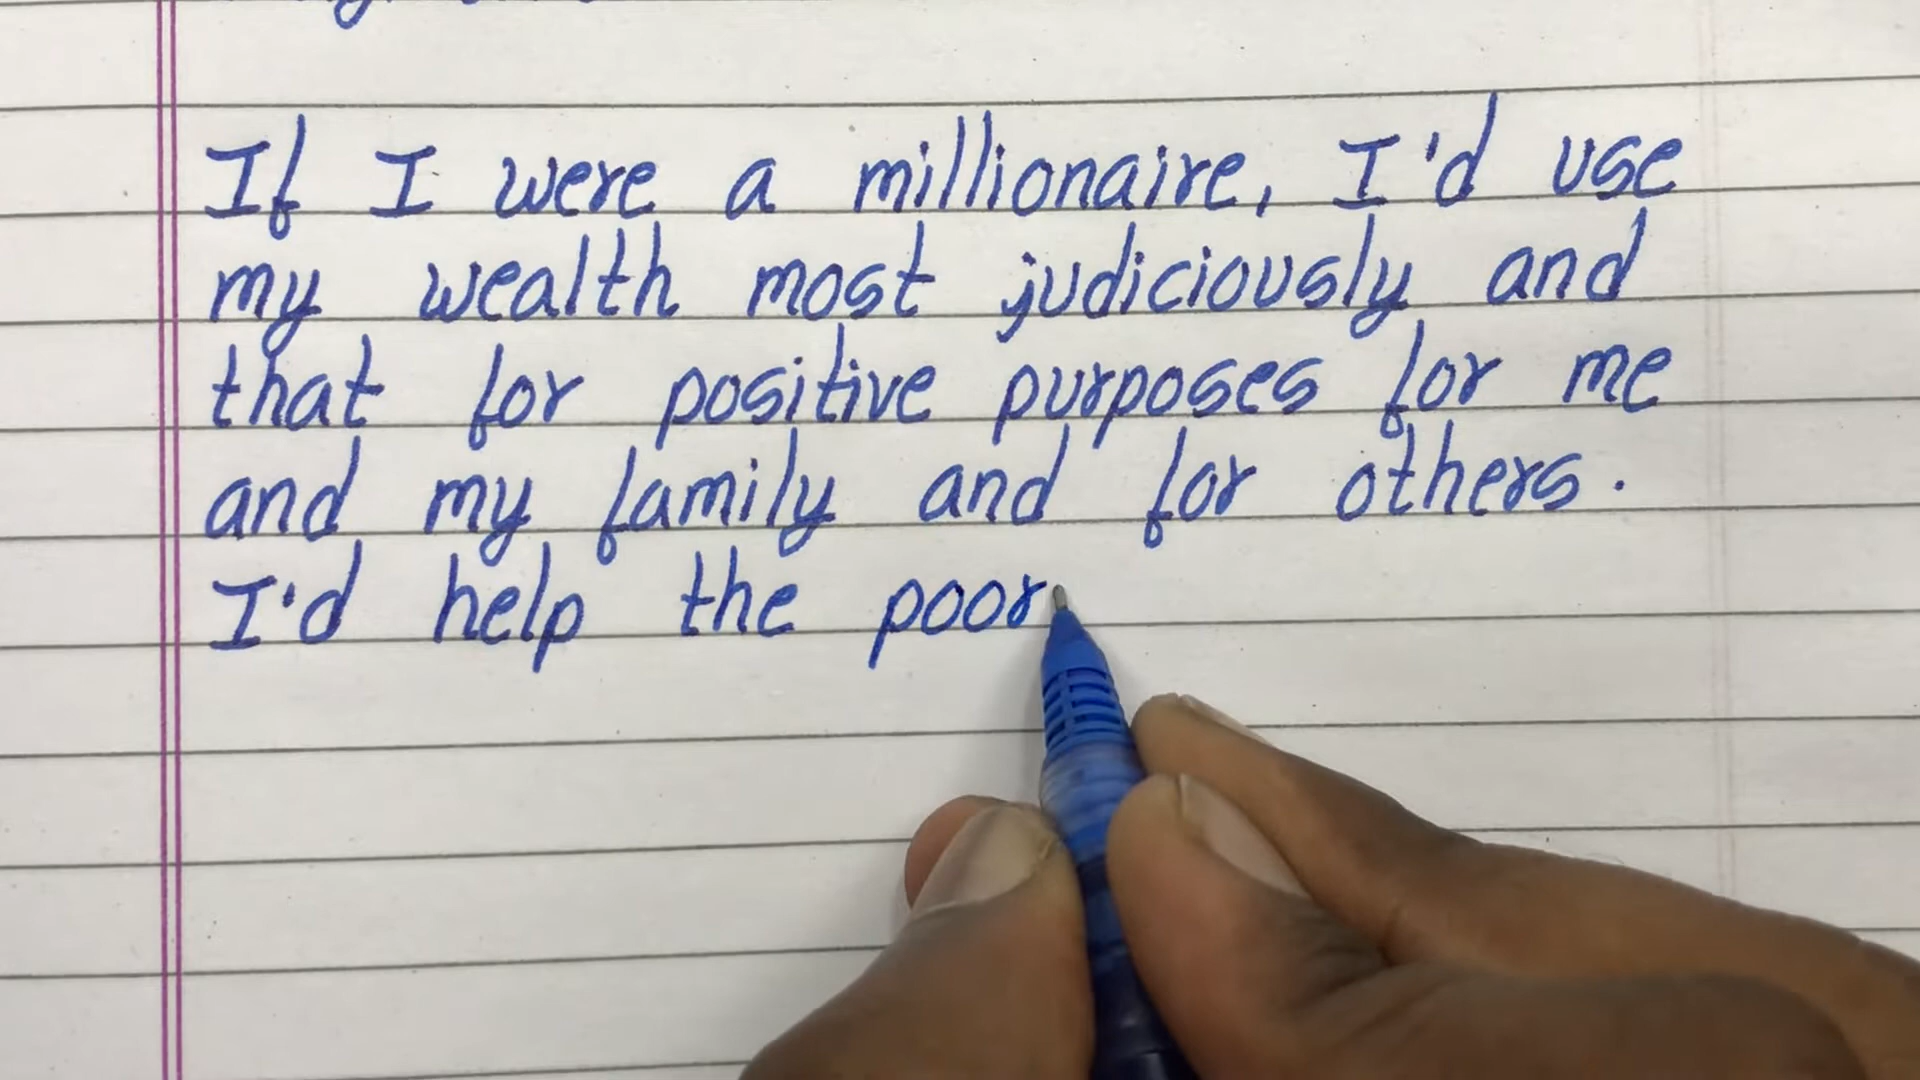 If I were a millionaire, I'd use
my wealth most judiciously and
that for positive purposes for me
and my family and for others.
I'd help the poor